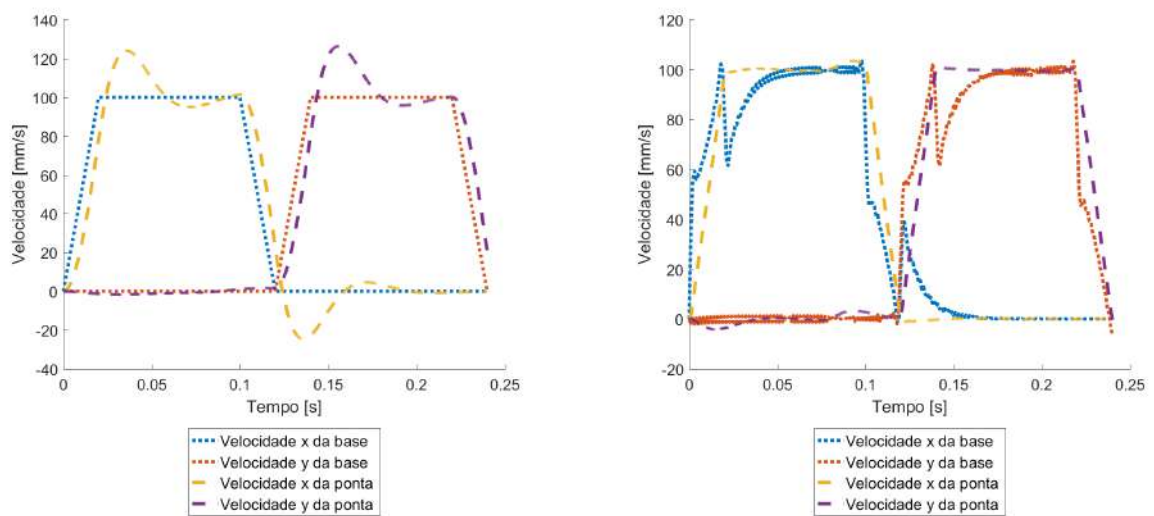 140
120
100
80
60
40
20
0
-20
-40
Velocidade [mm/s]
0
0.05
0.1
0.15
0.2
0.25
Tempo [s]
Velocidade x da base
Velocidade y da base
Velocidade x da ponta
Velocidade y da ponta
120
100
80
60
40
20
0
-20
Velocidade [mm/s]
0
0.05
0.1
0.15
0.2
0.25
Tempo [s]
Velocidade x da base
Velocidade y da base
Velocidade x da ponta
Velocidade y da ponta